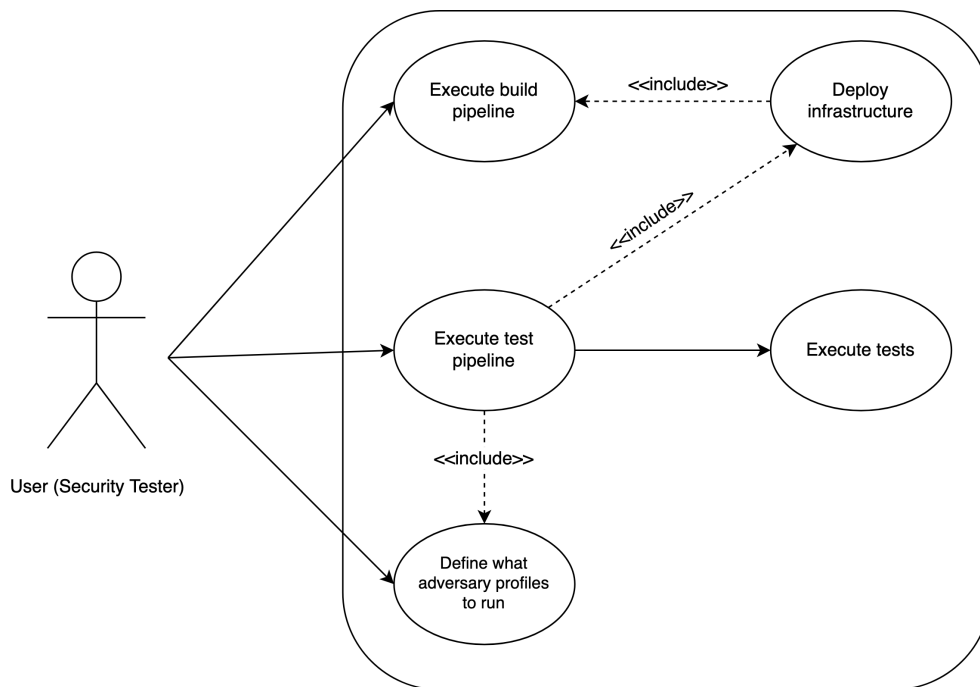 Execute build
pipeline
<<include>>
Deploy
infrastructure
<<include>>
Execute test
pipeline
Execute tests
<<include>>
User (Security Tester)
Define what
adversary profiles
to run